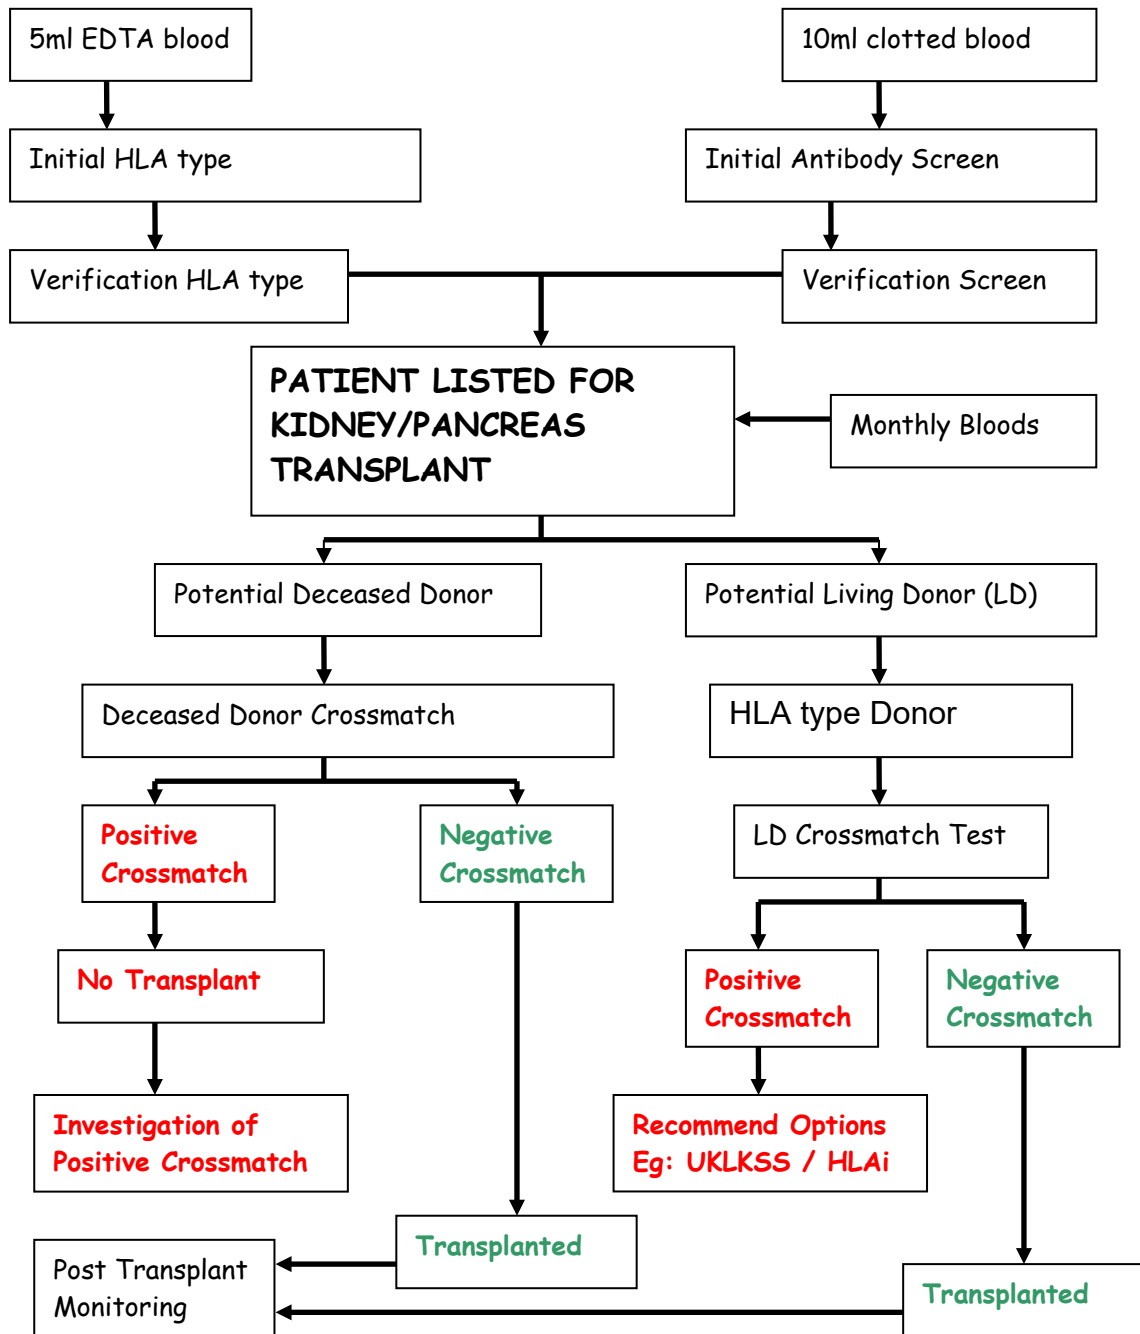 5ml EDTA blood
10ml clotted blood
Initial HLA type
Initial Antibody Screen
Verification HLA type
Verification Screen
PATIENT LISTED FOR
KIDNEY/PANCREAS
TRANSPLANT
Monthly Bloods
Potential Deceased Donor
Potential Living Donor (LD)
Deceased Donor Crossmatch
HLA type Donor
Positive
Crossmatch
Negative
Crossmatch
LD Crossmatch Test
No Transplant
Positive
Crossmatch
Negative
Crossmatch
Investigation of
Positive Crossmatch
Recommend Options
Eg: UKLKSS / HLAi
Transplanted
Post Transplant
Monitoring
Transplanted